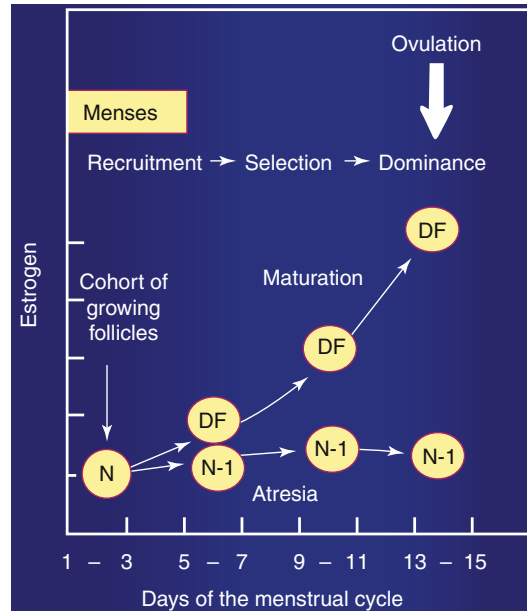 Ovulation
Menses
Recruitment → Selection → Dominance
DF
Cohort of
growing
follicles
Maturation
Estrogen
DF
DF
N
N-1
N-1
N-1
Atresia
1 – 3 5 – 7 9 – 11 13 – 15
Days of the menstrual cycle